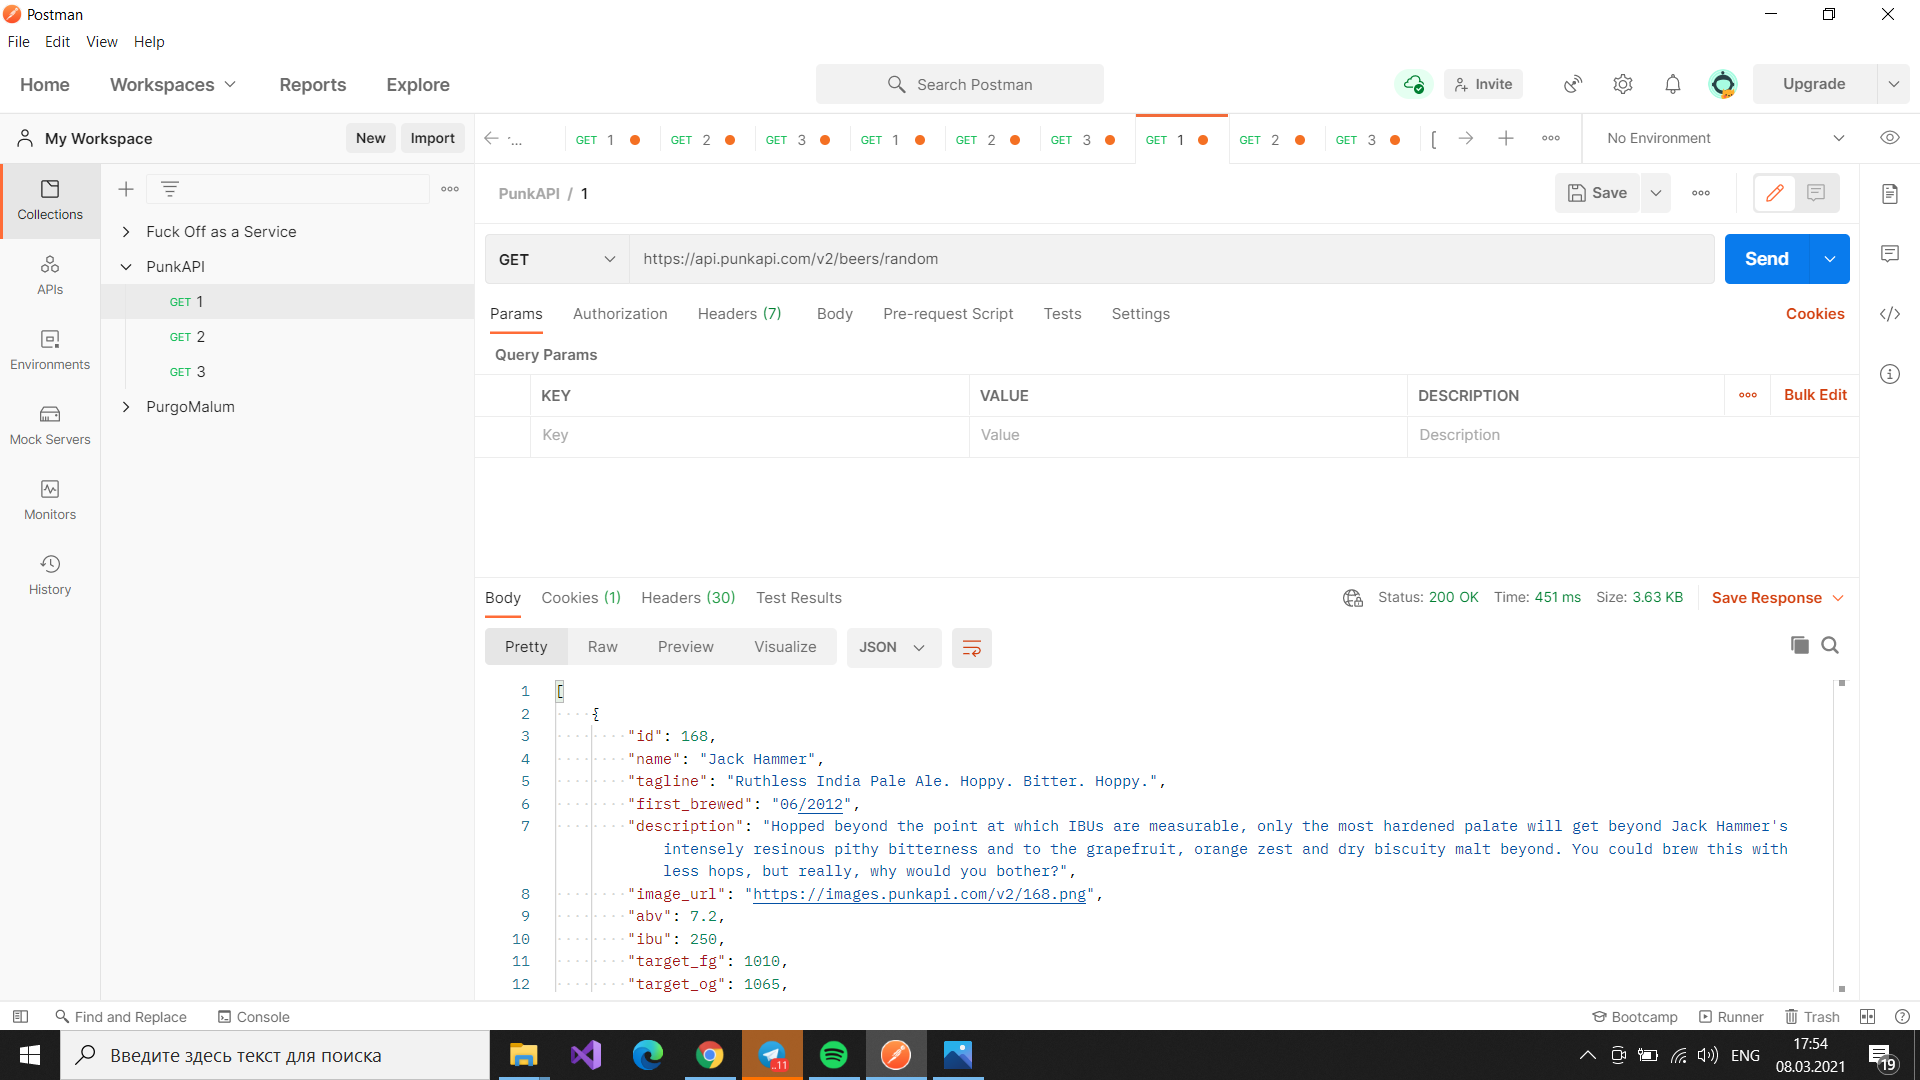 Postman
File Edit View Help
Home Workspaces Reports Explore Search Postman Invite Upgrade
My Workspace New Import ... GET 1 GET 2 GET 3 GET 1 GET 2 GET 3 GET 1 GET 2 GET 3 [ No Environment
Collections
APIs
Environments
Mock Servers
Monitors
History
Fuck Off as a Service
PunkAPI
GET 1
GET 2
GET 3
PurgoMalum
PunkAPI / 1 Save
GET https://api.punkapi.com/v2/beers/random Send
Params Authorization Headers (7) Body Pre-request Script Tests Settings Cookies
Query Params
KEY VALUE DESCRIPTION Bulk Edit
Key Value Description
Body Cookies (1) Headers (30) Test Results Status: 200 OK Time: 451 ms Size: 3.63 KB Save Response
Pretty Raw Preview Visualize JSON
1 [
2 {
3 "id": 168,
4 "name": "Jack Hammer",
5 "tagline": "Ruthless India Pale Ale. Hoppy. Bitter. Hoppy.",
6 "first_brewed": "06/2012",
7 "description": "Hopped beyond the point at which IBUs are measurable, only the most hardened palate will get beyond Jack Hammer's
intensely resinous pithy bitterness and to the grapefruit, orange zest and dry biscuity malt beyond. You could brew this with
less hops, but really, why would you bother?",
8 "image_url": "https://images.punkapi.com/v2/168.png",
9 "abv": 7.2,
10 "ibu": 250,
11 "target_fg": 1010,
12 "target_og": 1065,
Find and Replace Console Bootcamp Runner Trash
Введите здесь текст для поиска ..11 ENG 17:54
08.03.2021 19